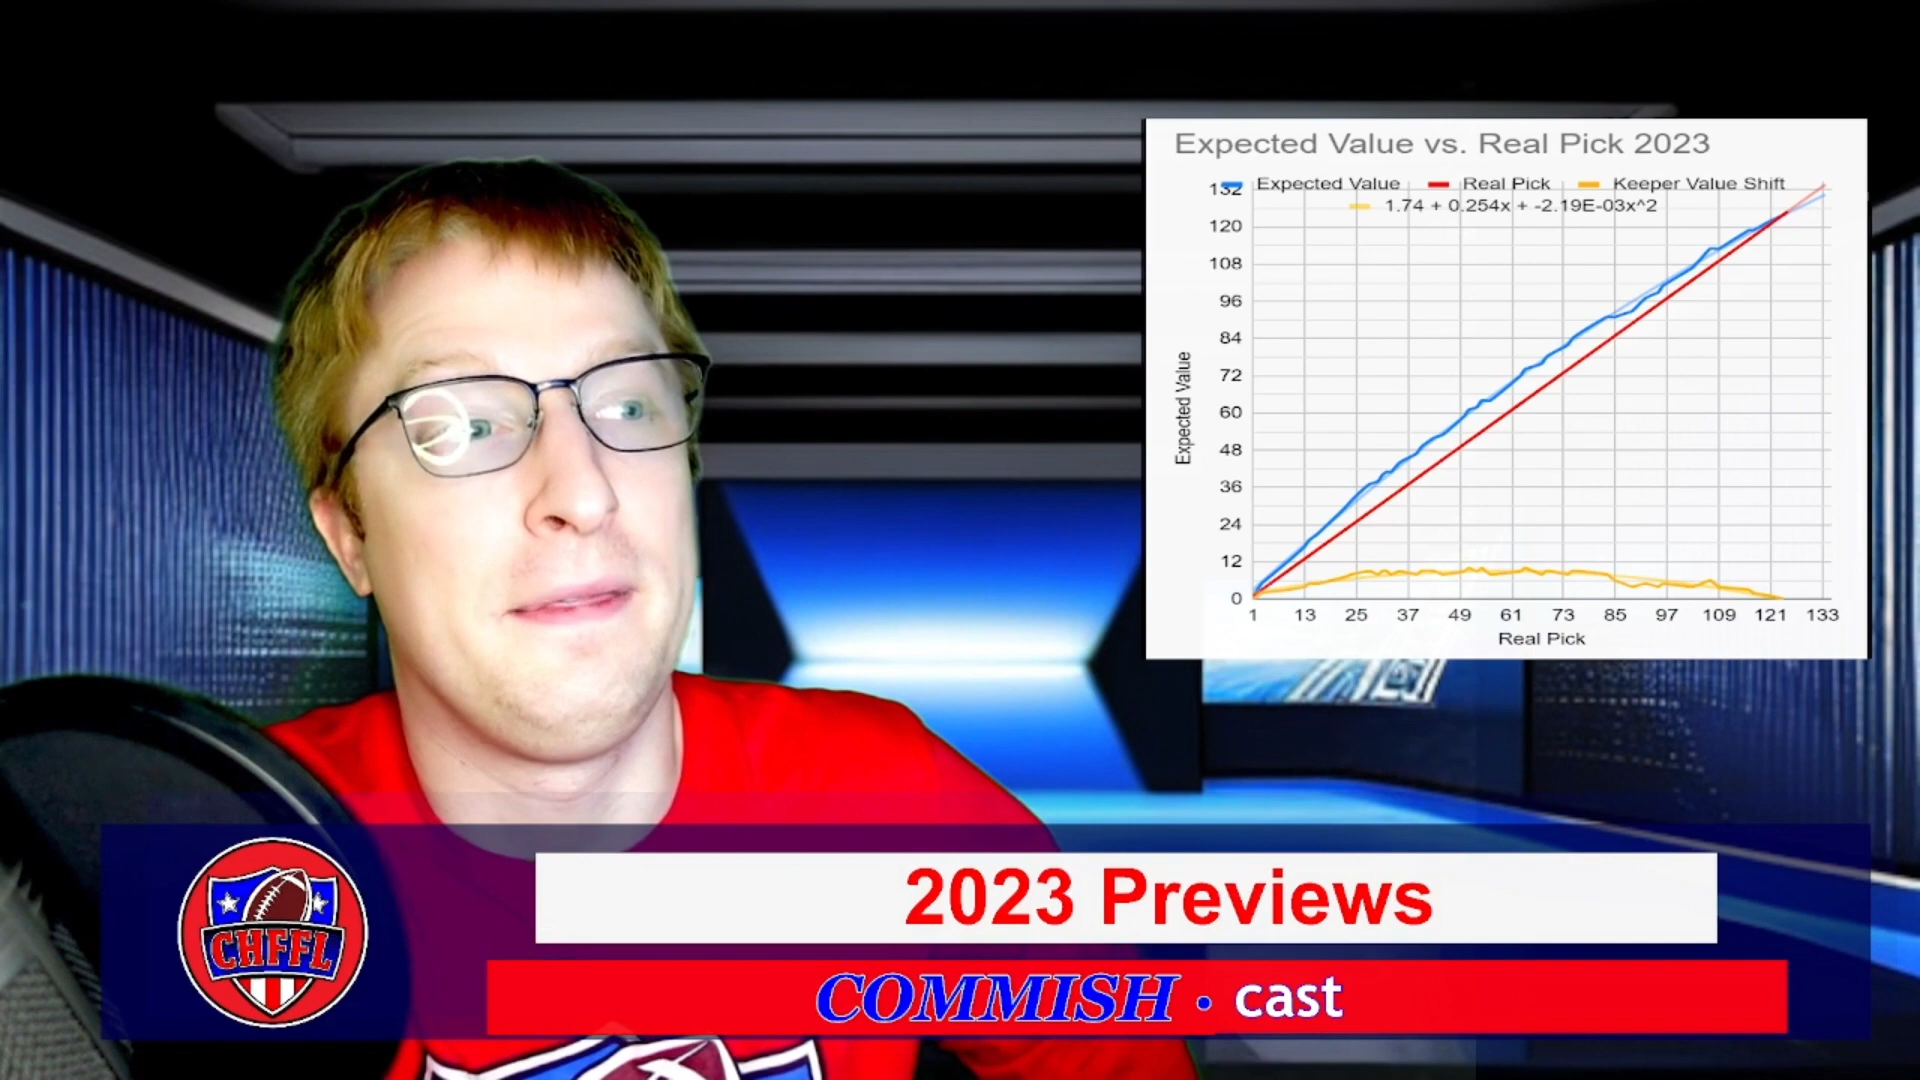 Expected Value vs. Real Pick 2023
Expected Value Real Pick Keeper Value Shift
1.74 + 0.254x + -2.19E-03x^2
132
120
108
96
84
72
60
48
36
24
12
0
Expected Value
1 13 25 37 49 61 73 85 97 109 121 133
Real Pick
CHFFL
2023 Previews
COMMISH • cast